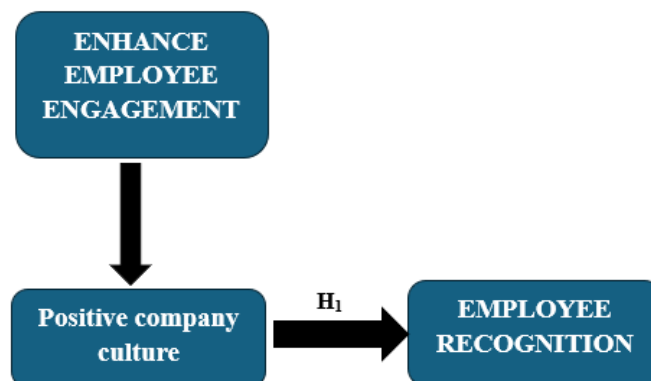 ENHANCE
EMPLOYEE
ENGAGEMENT
Positive company
culture
H₁
EMPLOYEE
RECOGNITION